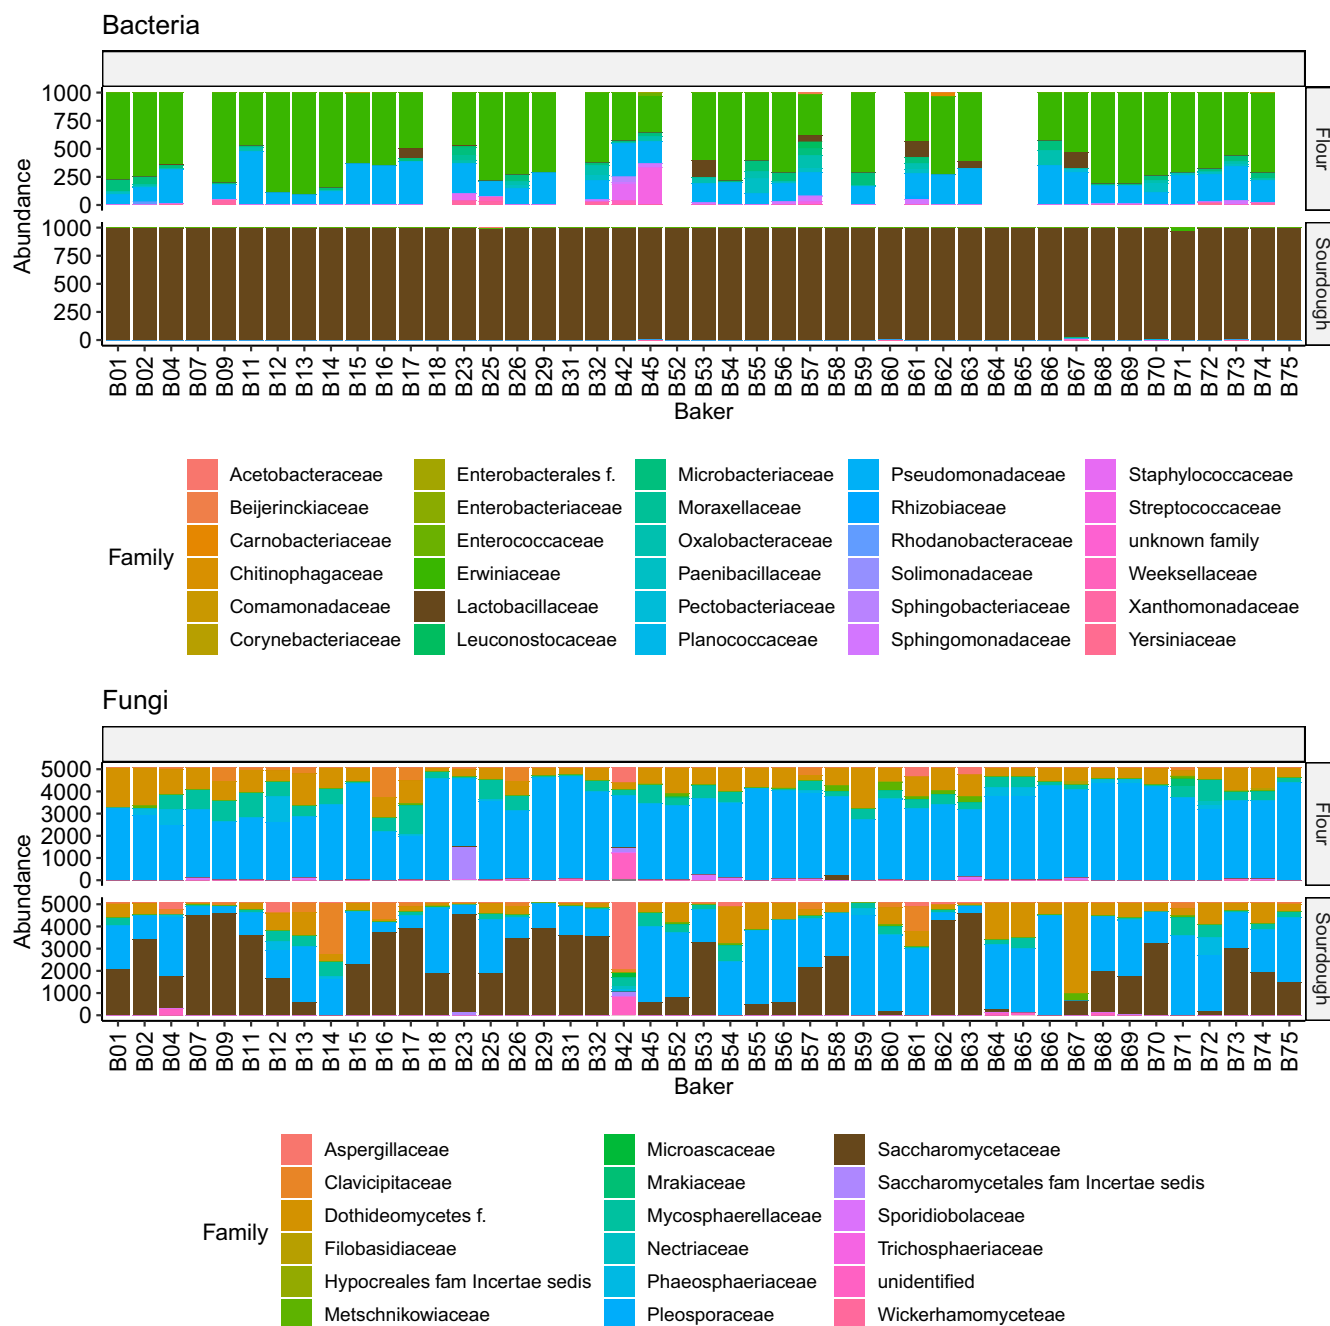 Bacteria
Abundance
1000
750
500
250
0
Flour
1000
750
500
250
0
Sourdough
B01 B02 B04 B07 B09 B11 B12 B13 B14 B15 B16 B17 B18 B23 B25 B26 B29 B31 B32 B42 B45 B52 B53 B54 B55 B56 B57 B58 B59 B60 B61 B62 B63 B64 B65 B66 B67 B68 B69 B70 B71 B72 B73 B74 B75
Baker
Family
Acetobacteraceae
Beijerinckiaceae
Carnobacteriaceae
Chitinophagaceae
Comamonadaceae
Corynebacteriaceae
Enterobacterales f.
Enterobacteriaceae
Enterococcaceae
Erwiniaceae
Lactobacillaceae
Leuconostocaceae
Microbacteriaceae
Moraxellaceae
Oxalobacteraceae
Paenibacillaceae
Pectobacteriaceae
Planococcaceae
Pseudomonadaceae
Rhizobiaceae
Rhodanobacteraceae
Solimonadaceae
Sphingobacteriaceae
Sphingomonadaceae
Staphylococcaceae
Streptococcaceae
unknown family
Weeksellaceae
Xanthomonadaceae
Yersiniaceae
Fungi
Abundance
5000
4000
3000
2000
1000
0
Flour
5000
4000
3000
2000
1000
0
Sourdough
B01 B02 B04 B07 B09 B11 B12 B13 B14 B15 B16 B17 B18 B23 B25 B26 B29 B31 B32 B42 B45 B52 B53 B54 B55 B56 B57 B58 B59 B60 B61 B62 B63 B64 B65 B66 B67 B68 B69 B70 B71 B72 B73 B74 B75
Baker
Family
Aspergillaceae
Clavicipitaceae
Dothideomycetes f.
Filobasidiaceae
Hypocreales fam Incertae sedis
Metschnikowiaceae
Microascaceae
Mrakiaceae
Mycosphaerellaceae
Nectriaceae
Phaeosphaeriaceae
Pleosporaceae
Saccharomycetaceae
Saccharomycetales fam Incertae sedis
Sporidiobolaceae
Trichosphaeriaceae
unidentified
Wickerhamomyceteae